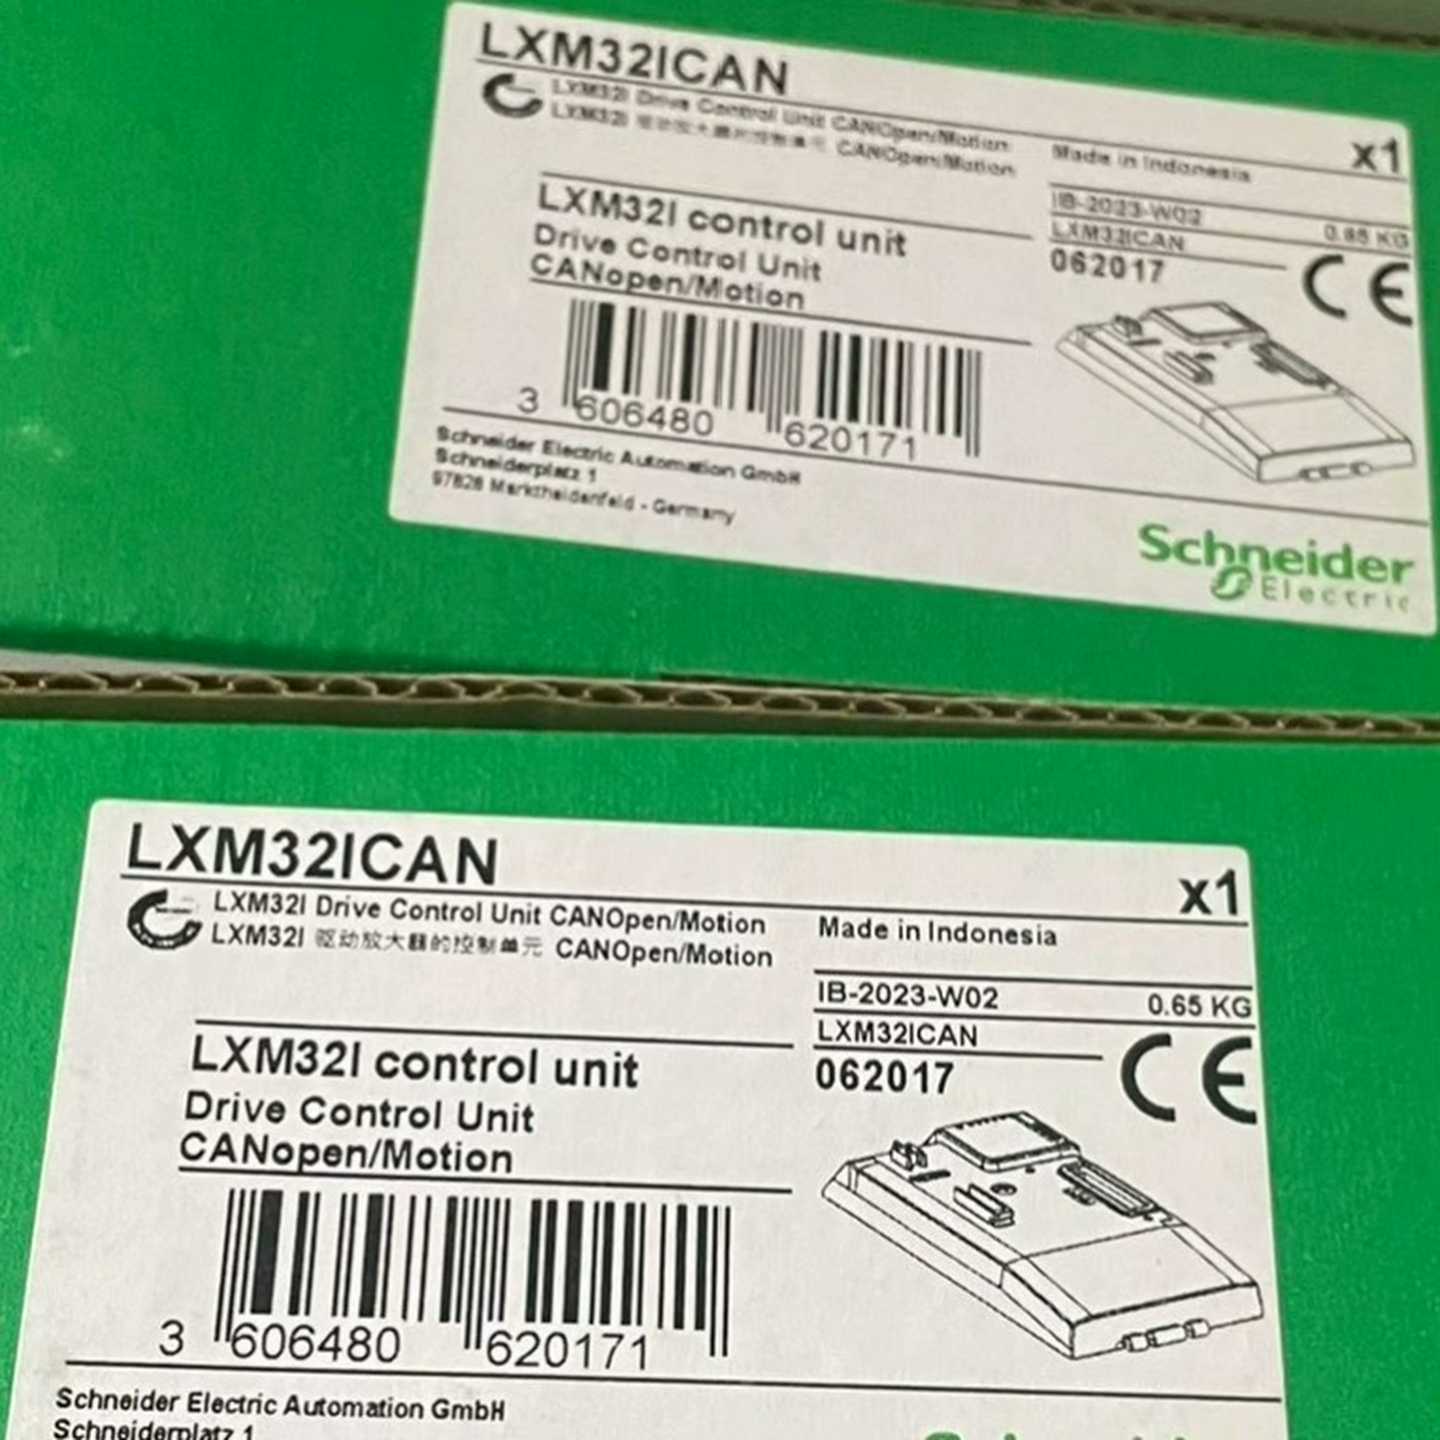 LXM32ICAN
x1
LXM32I Drive Control Unit CANOpen/Motion
LXM32I 驱动放大器的控制单元 CANOpen/Motion
Made in Indonesia
IB-2023-W02
0.65 KG
LXM32ICAN
062017
CE
LXM32I control unit
Drive Control Unit
CANopen/Motion
3 606480 620171
Schneider Electric Automation GmbH
Schneiderplatz 1
97828 Marktheidenfeld - Germany
Schneider
Electric
LXM32ICAN
x1
LXM32I Drive Control Unit CANOpen/Motion
LXM32I 驱动放大器的控制单元 CANOpen/Motion
Made in Indonesia
IB-2023-W02
0.65 KG
LXM32ICAN
062017
CE
LXM32I control unit
Drive Control Unit
CANopen/Motion
3 606480 620171
Schneider Electric Automation GmbH
Schneiderplatz 1